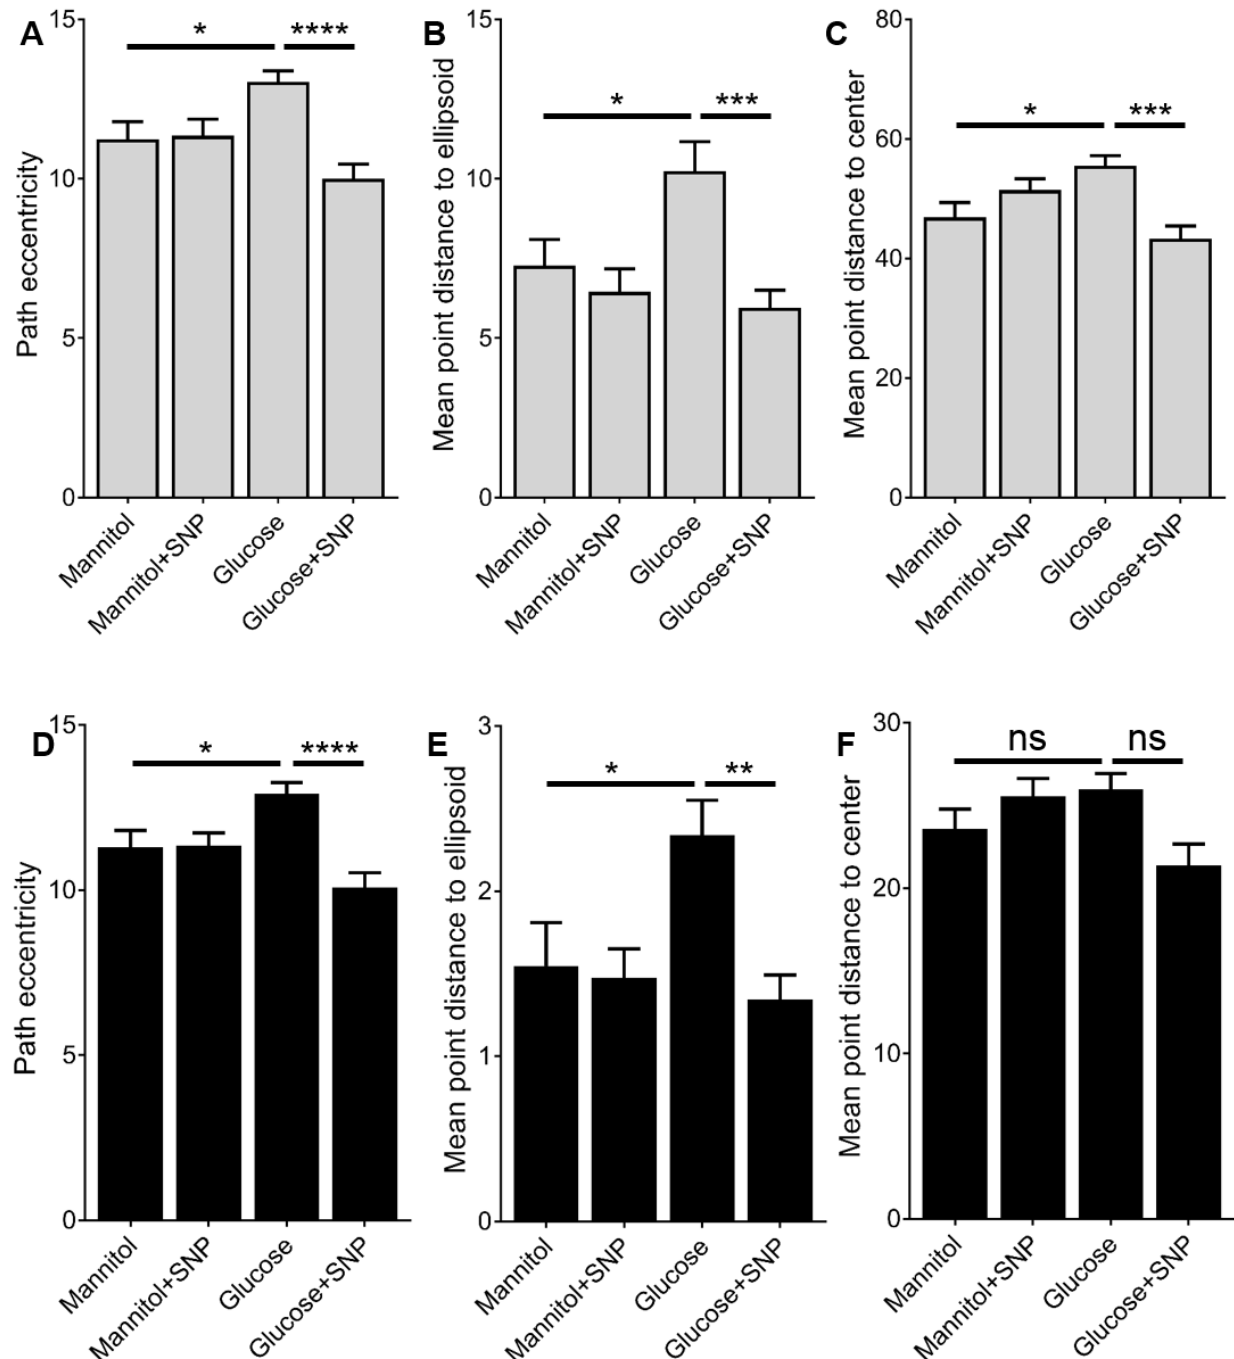 A
Path eccentricity
15
10
5
0
* ****
Mannitol
Mannitol+SNP
Glucose
Glucose+SNP
B
Mean point distance to ellipsoid
15
10
5
0
* ***
Mannitol
Mannitol+SNP
Glucose
Glucose+SNP
C
Mean point distance to center
80
60
40
20
0
* ***
Mannitol
Mannitol+SNP
Glucose
Glucose+SNP
D
Path eccentricity
15
10
5
0
* ****
Mannitol
Mannitol+SNP
Glucose
Glucose+SNP
E
Mean point distance to ellipsoid
3
2
1
0
* **
Mannitol
Mannitol+SNP
Glucose
Glucose+SNP
F
Mean point distance to center
30
20
10
0
ns ns
Mannitol
Mannitol+SNP
Glucose
Glucose+SNP